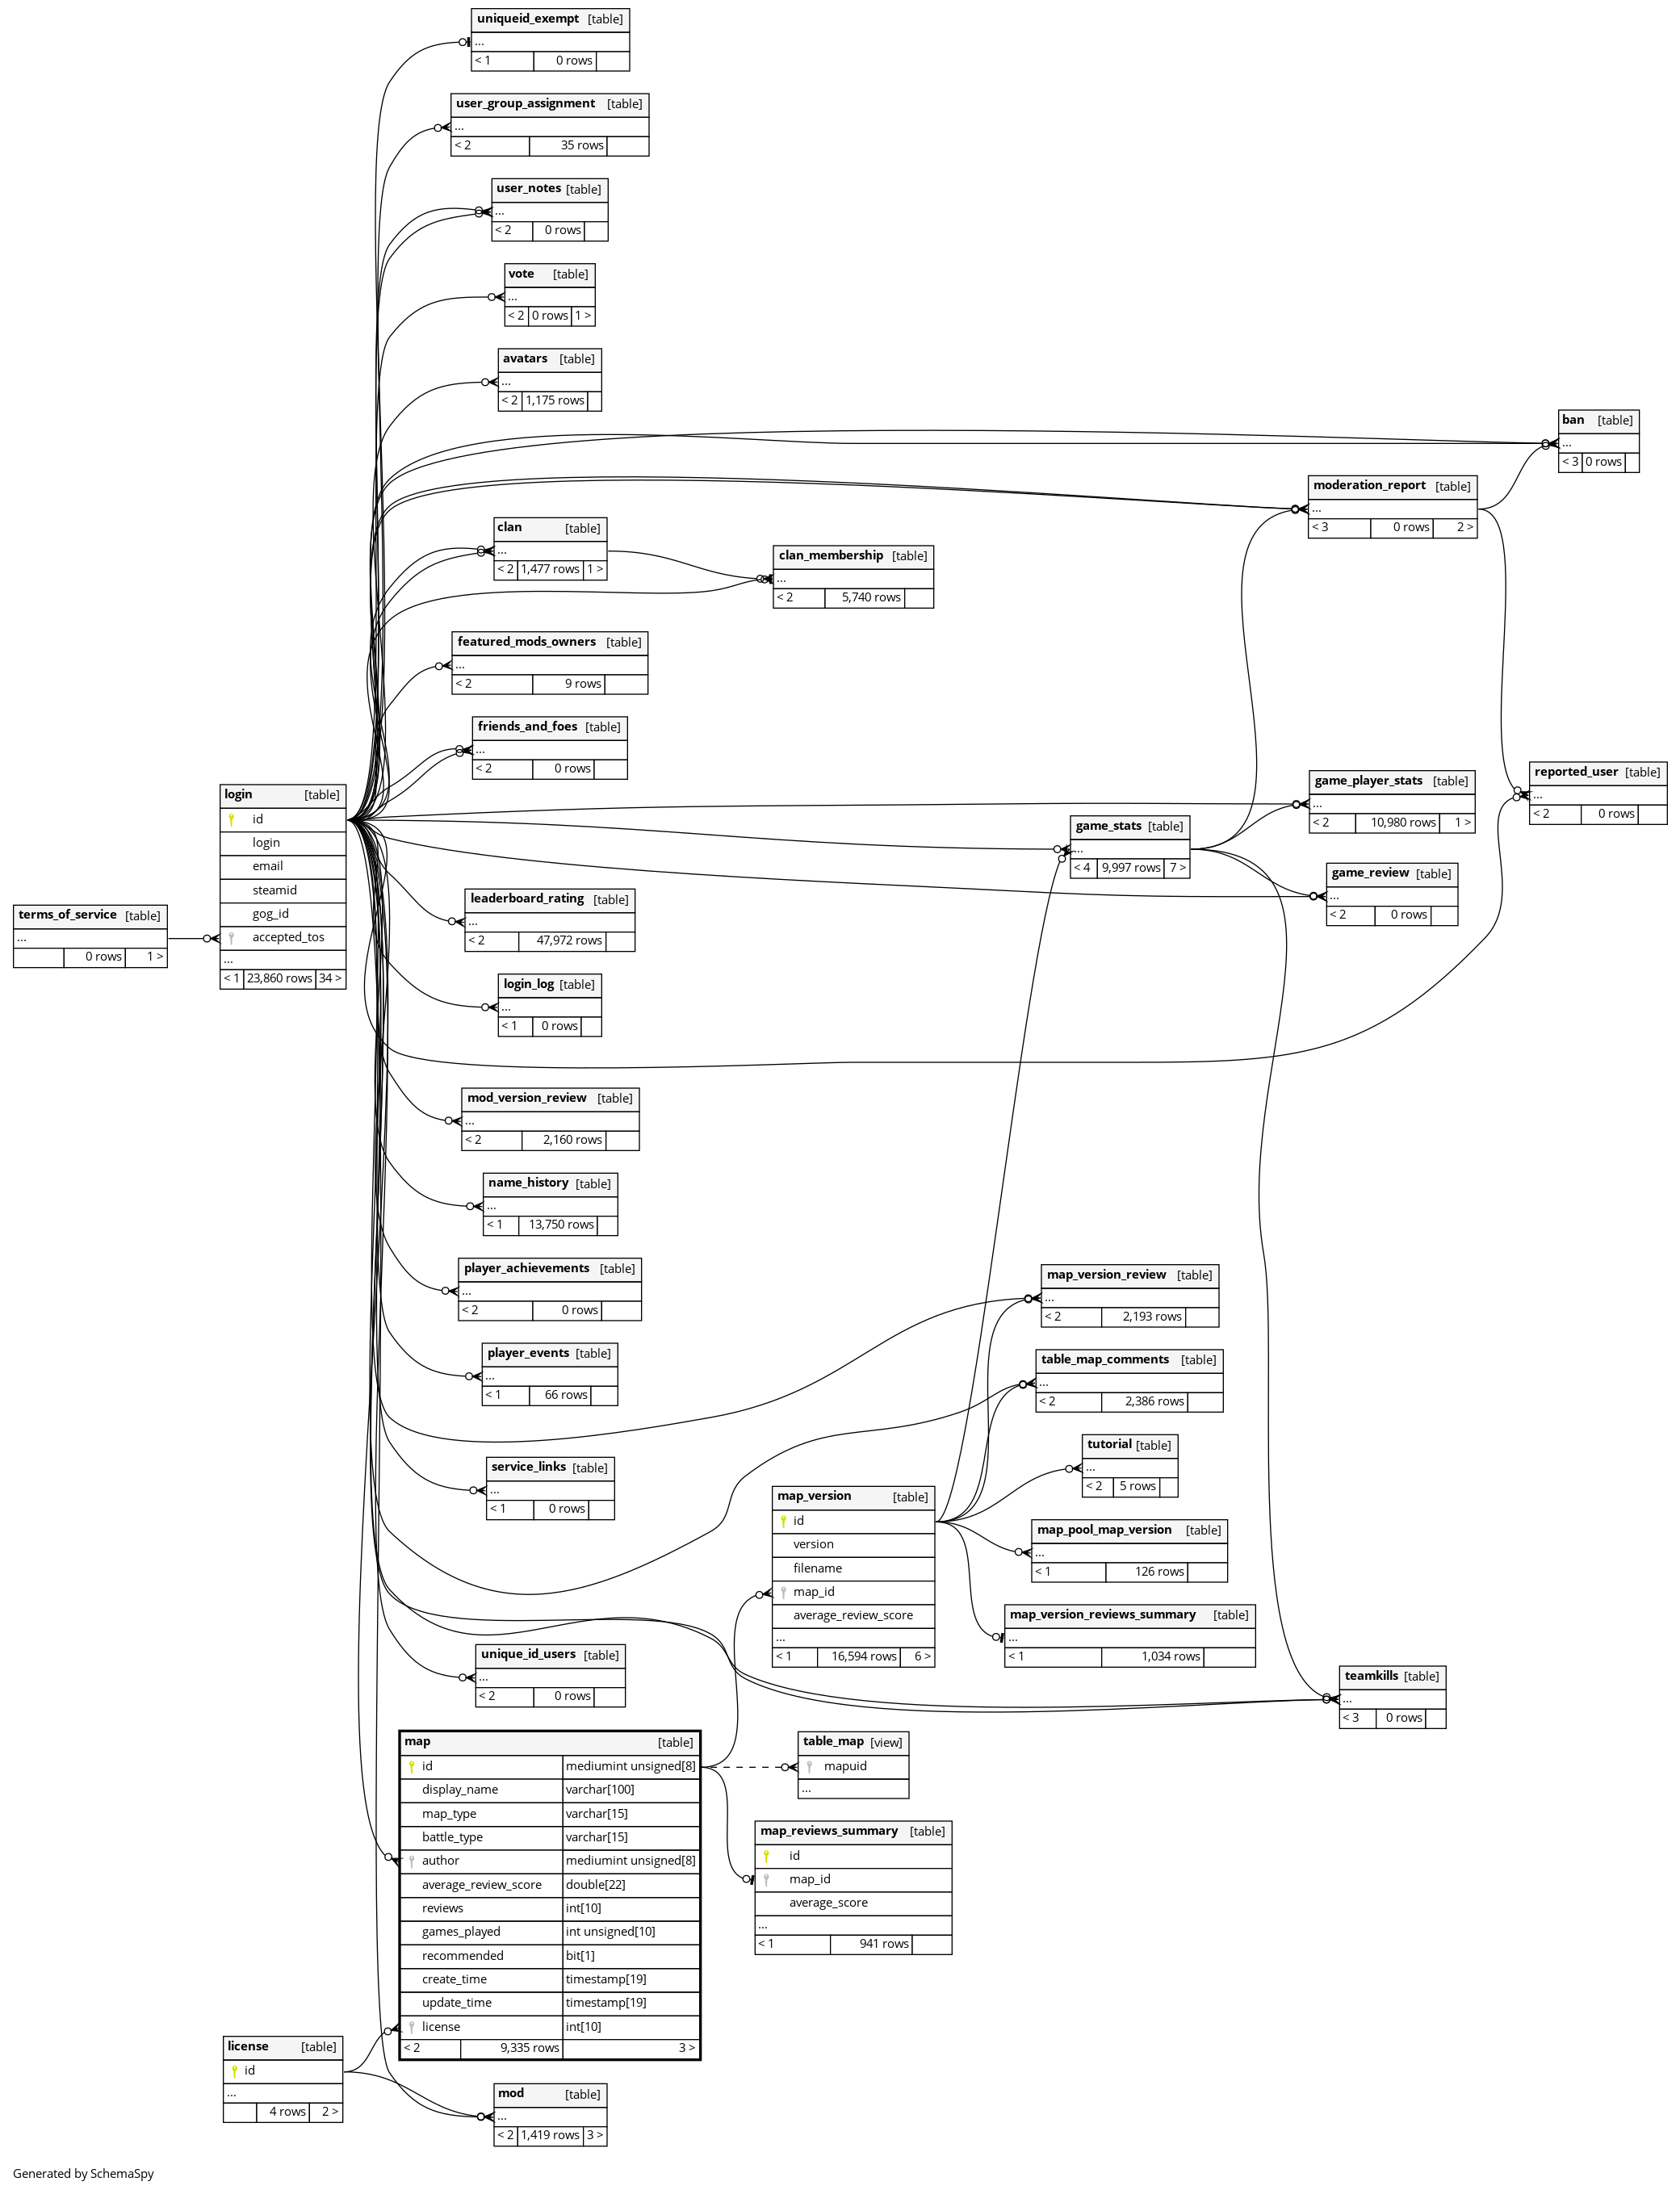 uniqueid_exempt [table]
...
< 1 0 rows
user_group_assignment [table]
...
< 2 35 rows
user_notes [table]
...
< 2 0 rows
vote [table]
...
< 2 0 rows 1 >
avatars [table]
...
< 2 1,175 rows
ban [table]
...
< 3 0 rows
moderation_report [table]
...
< 3 0 rows 2 >
clan [table]
...
< 2 1,477 rows 1 >
clan_membership [table]
...
< 2 5,740 rows
featured_mods_owners [table]
...
< 2 9 rows
friends_and_foes [table]
...
< 2 0 rows
reported_user [table]
...
< 2 0 rows
game_player_stats [table]
...
< 2 10,980 rows 1 >
login [table]
id
login
email
steamid
gog_id
accepted_tos
...
< 1 23,860 rows 34 >
game_stats [table]
...
< 4 9,997 rows 7 >
game_review [table]
...
< 2 0 rows
leaderboard_rating [table]
...
< 2 47,972 rows
terms_of_service [table]
...
0 rows 1 >
login_log [table]
...
< 1 0 rows
mod_version_review [table]
...
< 2 2,160 rows
name_history [table]
...
< 1 13,750 rows
player_achievements [table]
...
< 2 0 rows
map_version_review [table]
...
< 2 2,193 rows
player_events [table]
...
< 1 66 rows
table_map_comments [table]
...
< 2 2,386 rows
tutorial [table]
...
< 2 5 rows
service_links [table]
...
< 1 0 rows
map_version [table]
id
version
filename
map_id
average_review_score
...
< 1 16,594 rows 6 >
map_pool_map_version [table]
...
< 1 126 rows
map_version_reviews_summary [table]
...
< 1 1,034 rows
unique_id_users [table]
...
< 2 0 rows
teamkills [table]
...
< 3 0 rows
map [table]
id mediumint unsigned[8]
display_name varchar[100]
map_type varchar[15]
battle_type varchar[15]
author mediumint unsigned[8]
average_review_score double[22]
reviews int[10]
games_played int unsigned[10]
recommended bit[1]
create_time timestamp[19]
update_time timestamp[19]
license int[10]
< 2 9,335 rows 3 >
table_map [view]
mapuid
...
map_reviews_summary [table]
id
map_id
average_score
...
< 1 941 rows
license [table]
id
...
4 rows 2 >
mod [table]
...
< 2 1,419 rows 3 >
Generated by SchemaSpy